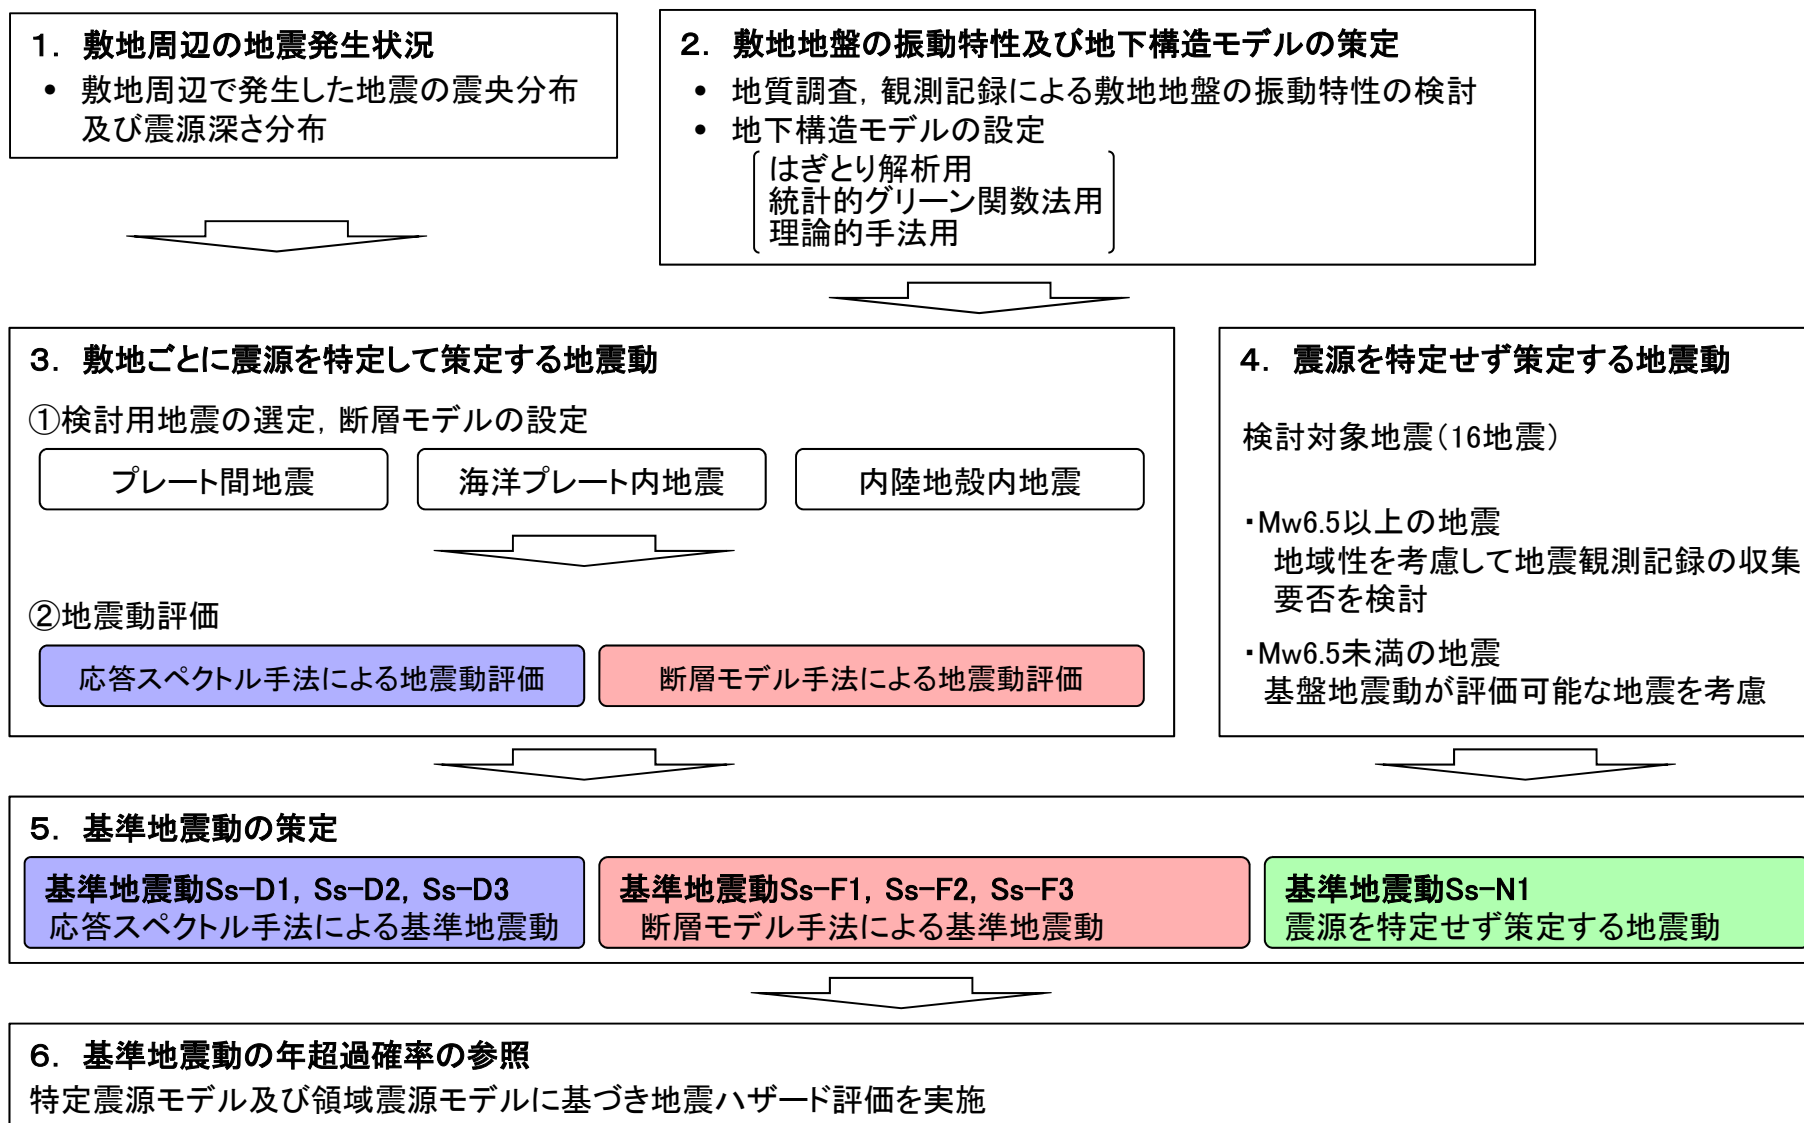 1. 敷地周辺の地震発生状況
• 敷地周辺で発生した地震の震央分布
及び震源深さ分布
2. 敷地地盤の振動特性及び地下構造モデルの策定
• 地質調査, 観測記録による敷地地盤の振動特性の検討
• 地下構造モデルの設定
はぎとり解析用
統計的グリーン関数法用
理論的手法用
3. 敷地ごとに震源を特定して策定する地震動
①検討用地震の選定, 断層モデルの設定
プレート間地震
海洋プレート内地震
内陸地殻内地震
②地震動評価
応答スペクトル手法による地震動評価
断層モデル手法による地震動評価
4. 震源を特定せず策定する地震動
検討対象地震(16地震)
・Mw6.5以上の地震
地域性を考慮して地震観測記録の収集
要否を検討
・Mw6.5未満の地震
基盤地震動が評価可能な地震を考慮
5. 基準地震動の策定
基準地震動Ss-D1, Ss-D2, Ss-D3
応答スペクトル手法による基準地震動
基準地震動Ss-F1, Ss-F2, Ss-F3
断層モデル手法による基準地震動
基準地震動Ss-N1
震源を特定せず策定する地震動
6. 基準地震動の年超過確率の参照
特定震源モデル及び領域震源モデルに基づき地震ハザード評価を実施